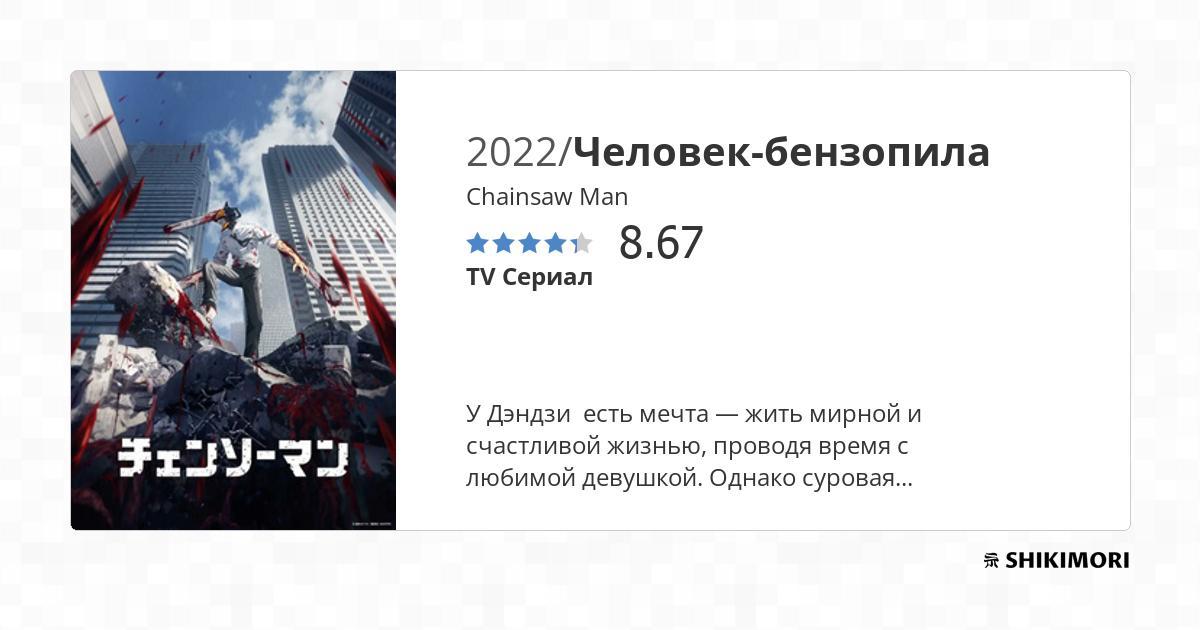 2022/Человек-бензопила
Chainsaw Man
8.67
TV Сериал
У Дэндзи  есть мечта — жить мирной и
счастливой жизнью, проводя время с
любимой девушкой. Однако суровая...
チェンソーマン
SHIKIMORI